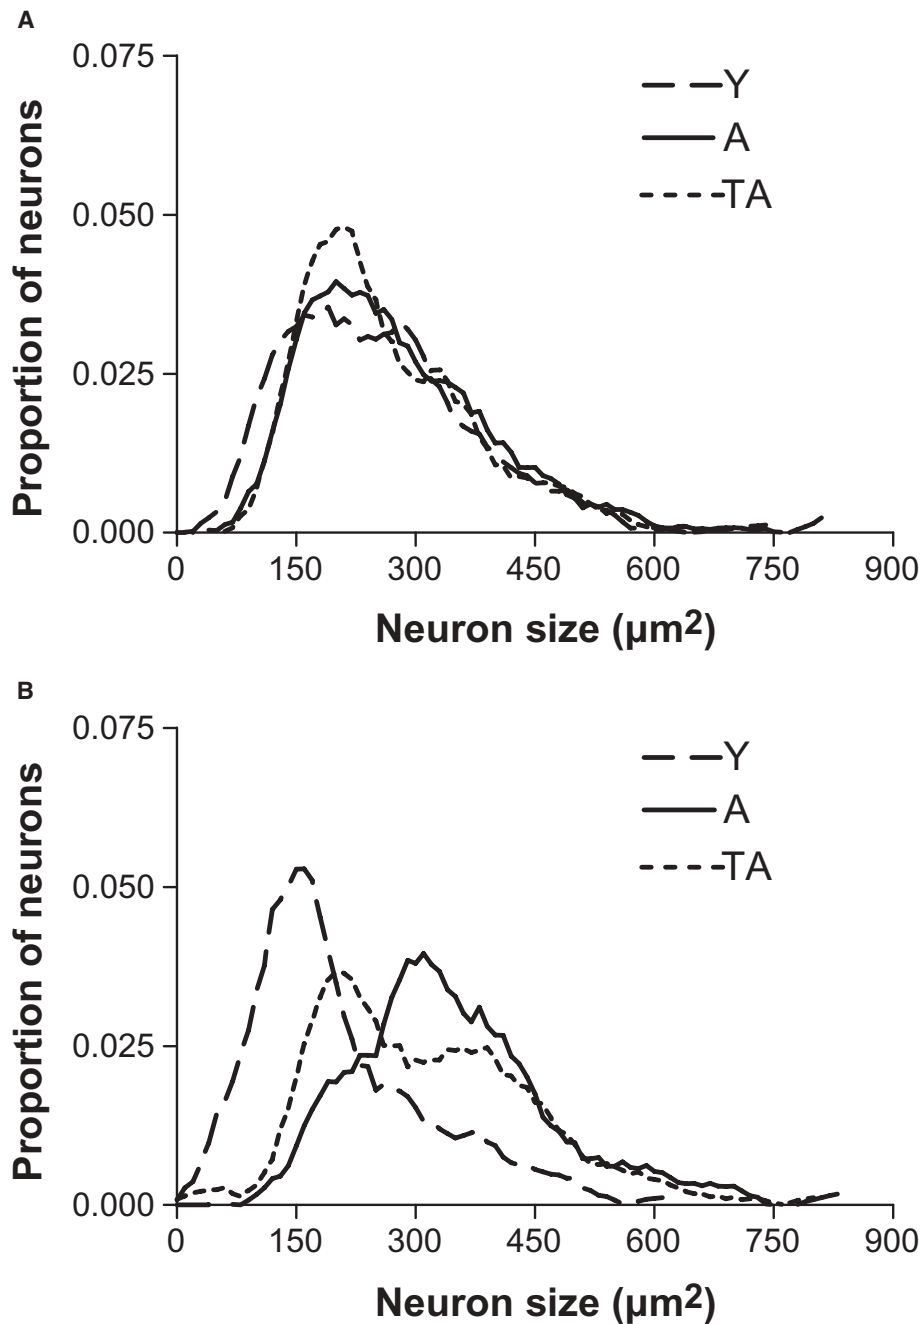 A
0.075
0.050
0.025
0.000
Proportion of neurons
Y
A
TA
0 150 300 450 600 750 900
Neuron size (µm2)
B
0.075
0.050
0.025
0.000
Proportion of neurons
Y
A
TA
0 150 300 450 600 750 900
Neuron size (µm2)